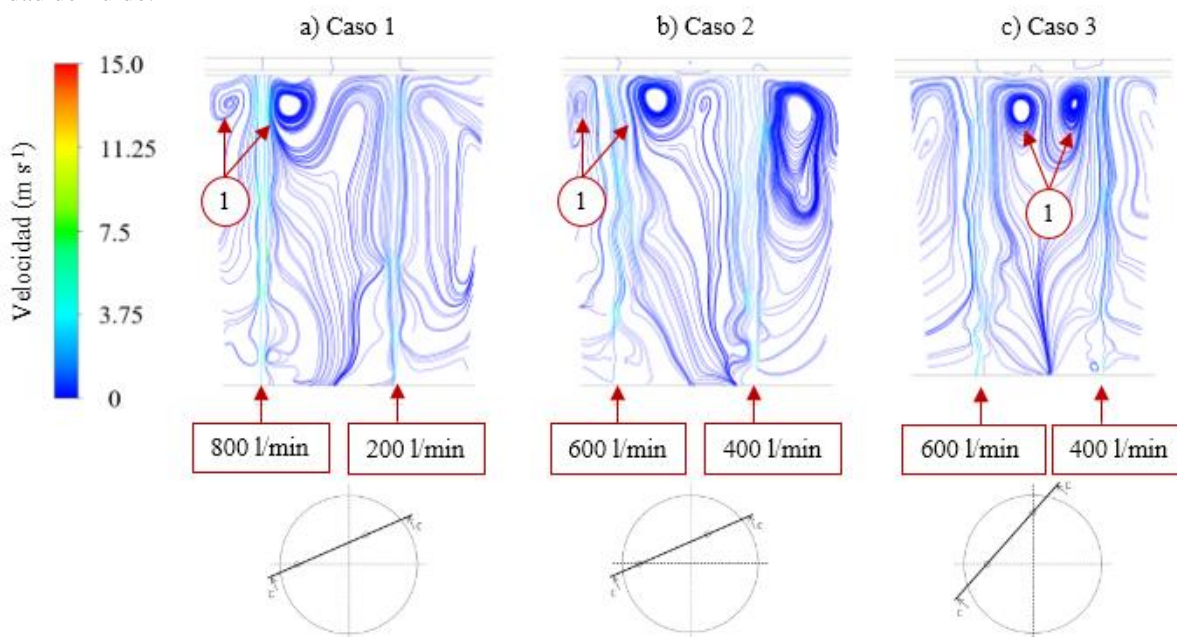 a) Caso 1
b) Caso 2
c) Caso 3
Velocidad (m s⁻¹)
15.0
11.25
7.5
3.75
0
1
1
1
800 l/min
200 l/min
600 l/min
400 l/min
600 l/min
400 l/min
c
c
c
c
c
c